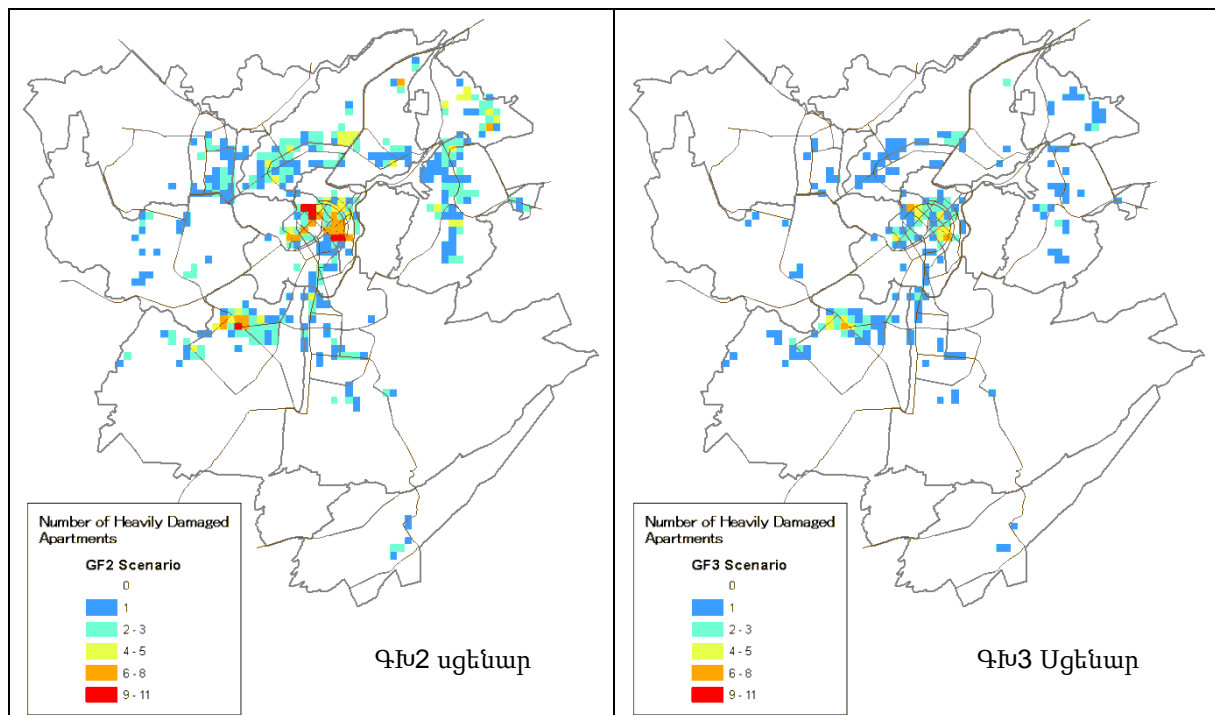 Number of Heavily Damaged
Apartments
GF2 Scenario
0
1
2 - 3
4 - 5
6 - 8
9 - 11
ԳԽ2 սցենար
Number of Heavily Damaged
Apartments
GF3 Scenario
0
1
2 - 3
4 - 5
6 - 8
9 - 11
ԳԽ3 Սցենար